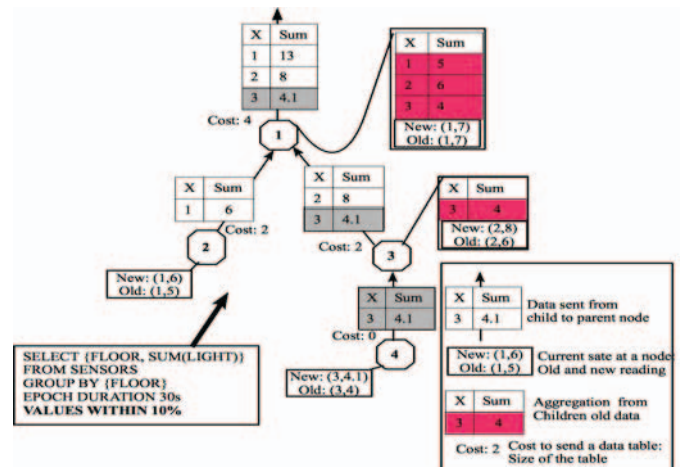 X Sum
1 13
2 8
3 4.1
Cost: 4
1
X Sum
1 5
2 6
3 4
New: (1,7)
Old: (1,7)
X Sum
1 6
Cost: 2
2
New: (1,6)
Old: (1,5)
X Sum
2 8
3 4.1
Cost: 2
3
X Sum
3 4
New: (2,8)
Old: (2,6)
X Sum
3 4.1
Cost: 0
4
New: (3,4.1)
Old: (3,4)
SELECT {FLOOR, SUM(LIGHT)}
FROM SENSORS
GROUP BY {FLOOR}
EPOCH DURATION 30s
VALUES WITHIN 10%
X Sum
3 4.1
Data sent from
child to parent node
New: (1,6)
Old: (1,5)
Current sate at a node:
Old and new reading
X Sum
3 4
Aggregation from
Children old data
Cost: 2 Cost to send a data table:
Size of the table